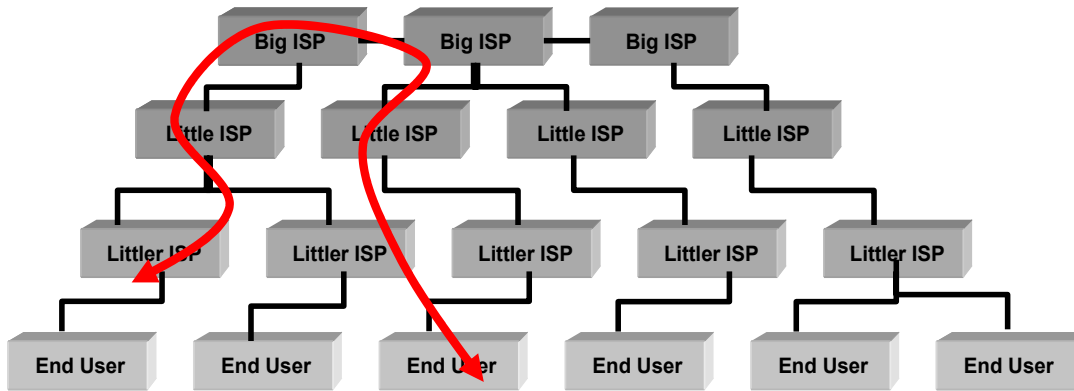 Big ISP Big ISP Big ISP
Little ISP Little ISP Little ISP Little ISP
Littler ISP Littler ISP Littler ISP Littler ISP Littler ISP
End User End User End User End User End User End User